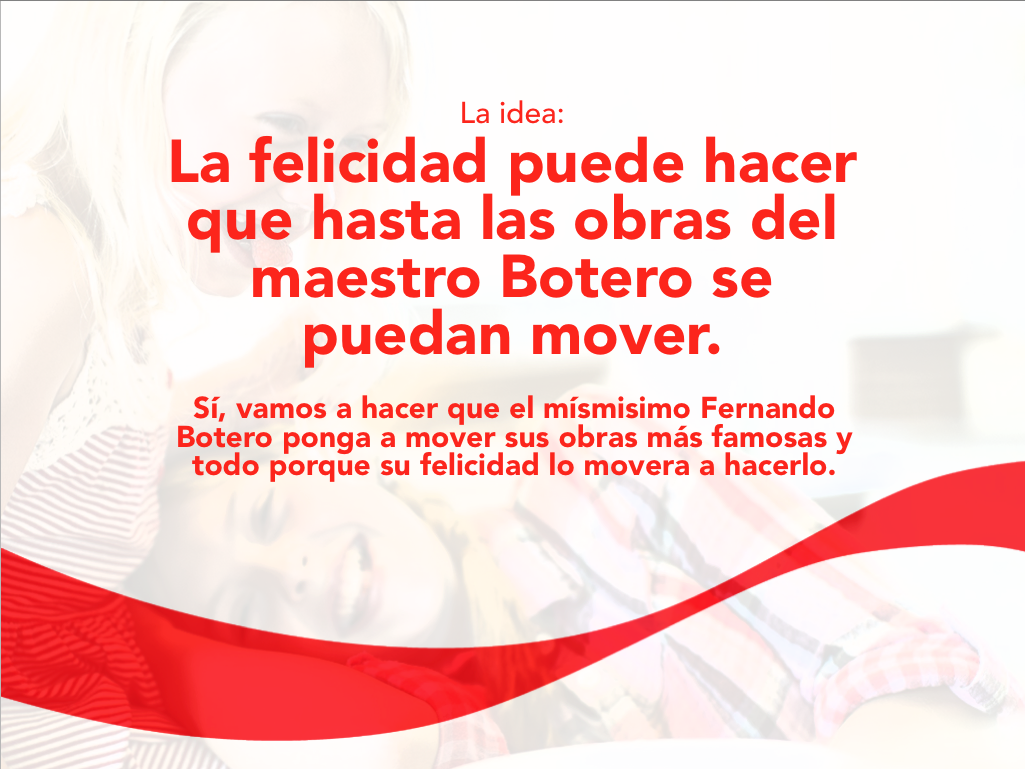 La idea:
La felicidad puede hacer
que hasta las obras del
maestro Botero se
puedan mover.
Sí, vamos a hacer que el mísmisimo Fernando
Botero ponga a mover sus obras más famosas y
todo porque su felicidad lo movera a hacerlo.